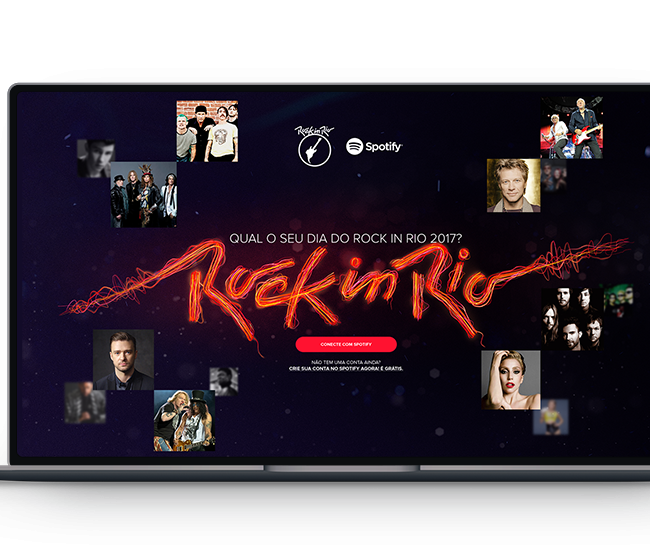 Rock in Rio
Spotify
QUAL O SEU DIA DO ROCK IN RIO 2017?
Rock in Rio
CONECTE COM SPOTIFY
NÃO TEM UMA CONTA AINDA?
CRIE SUA CONTA NO SPOTIFY AGORA! É GRÁTIS.